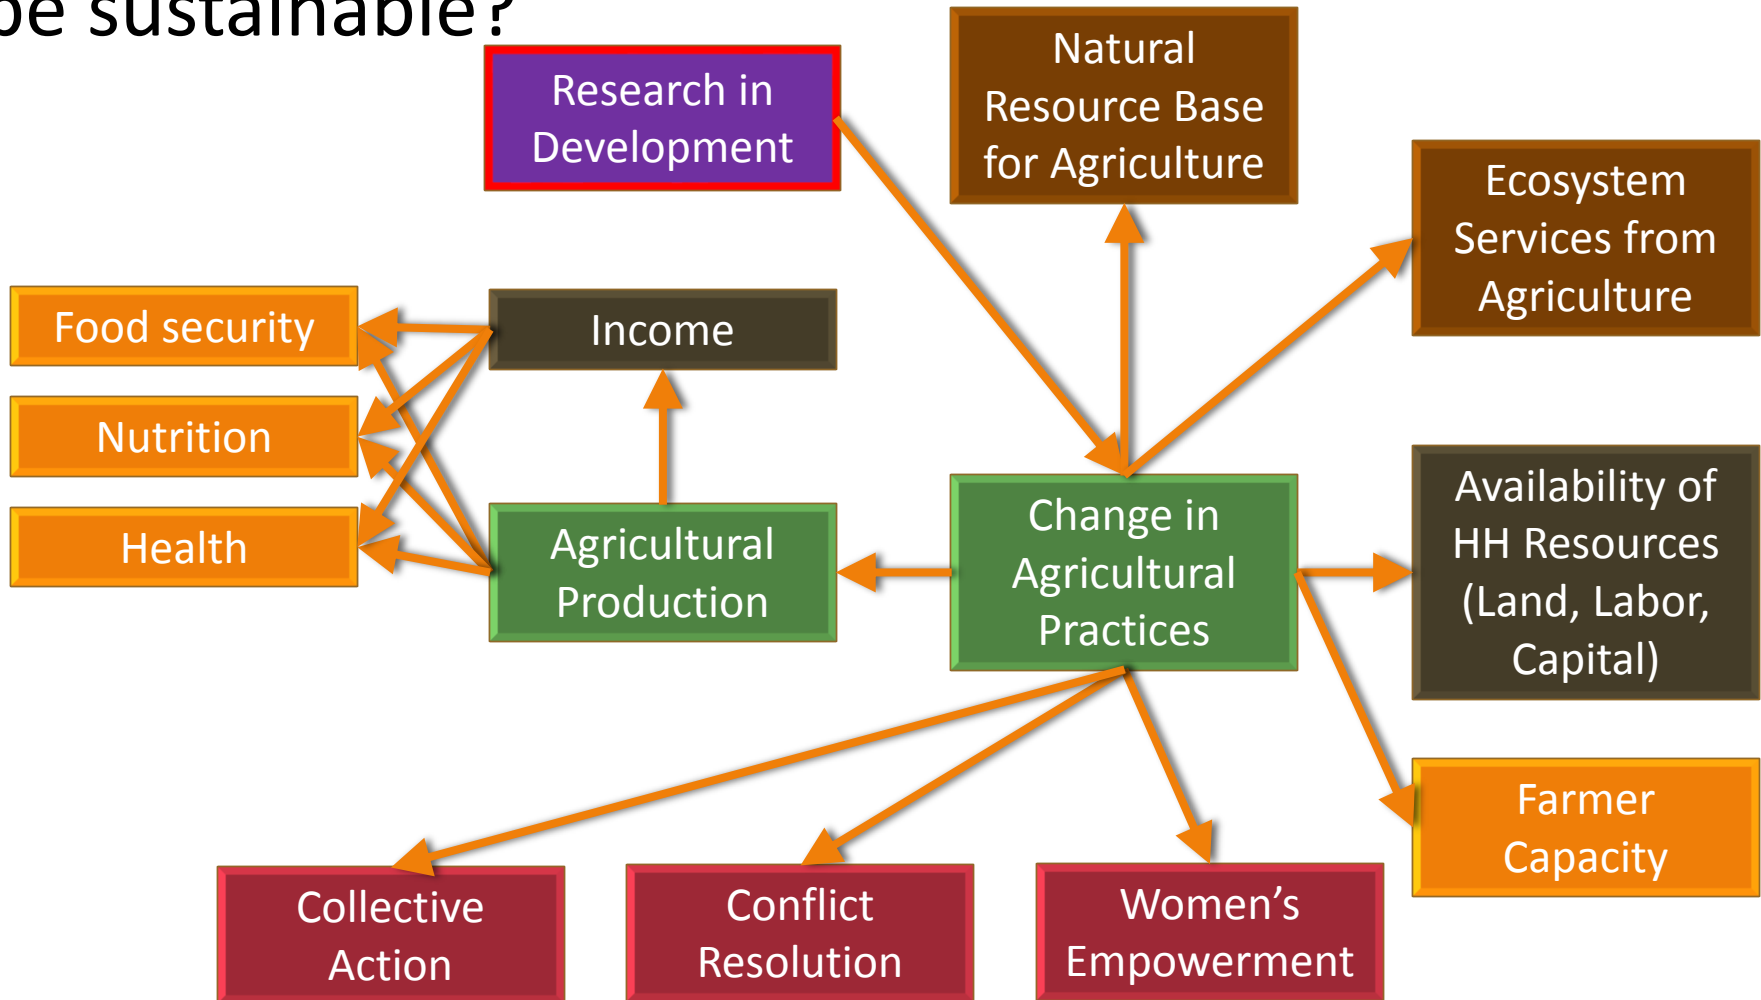 be sustainable?
Research in
Development
Natural
Resource Base
for Agriculture
Ecosystem
Services from
Agriculture
Food security
Income
Nutrition
Health
Agricultural
Production
Change in
Agricultural
Practices
Availability of
HH Resources
(Land, Labor,
Capital)
Farmer
Capacity
Collective
Action
Conflict
Resolution
Women’s
Empowerment